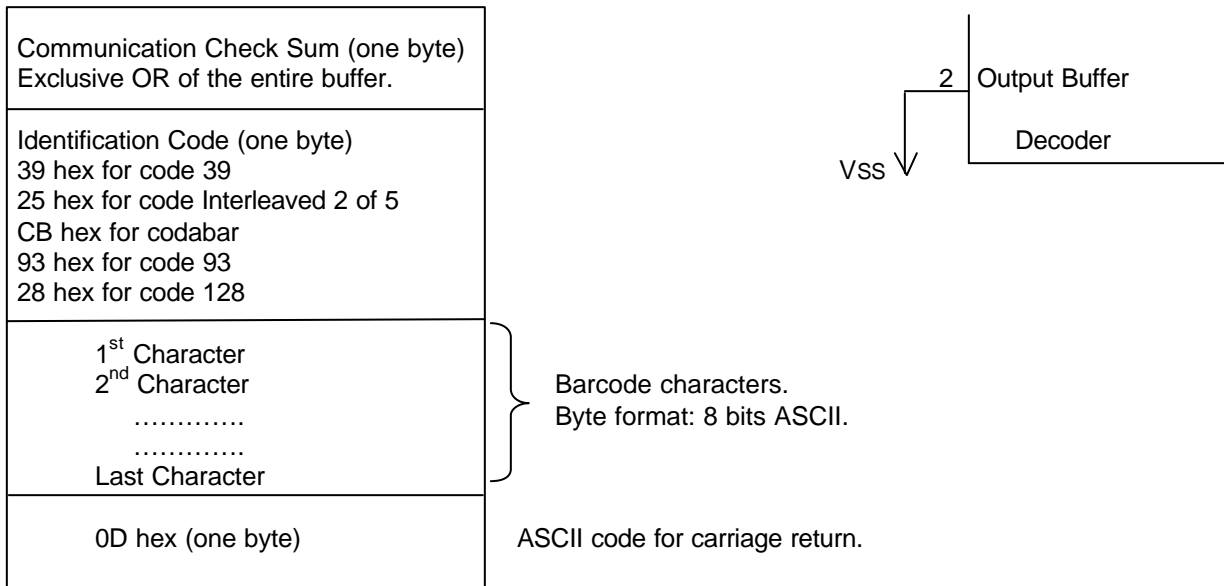 Communication Check Sum (one byte)
Exclusive OR of the entire buffer.
Identification Code (one byte)
39 hex for code 39
25 hex for code Interleaved 2 of 5
CB hex for codabar
93 hex for code 93
28 hex for code 128
1st Character
2nd Character
………….
………….
Last Character
Barcode characters.
Byte format: 8 bits ASCII.
0D hex (one byte)
ASCII code for carriage return.
2 Output Buffer
Decoder
VSS